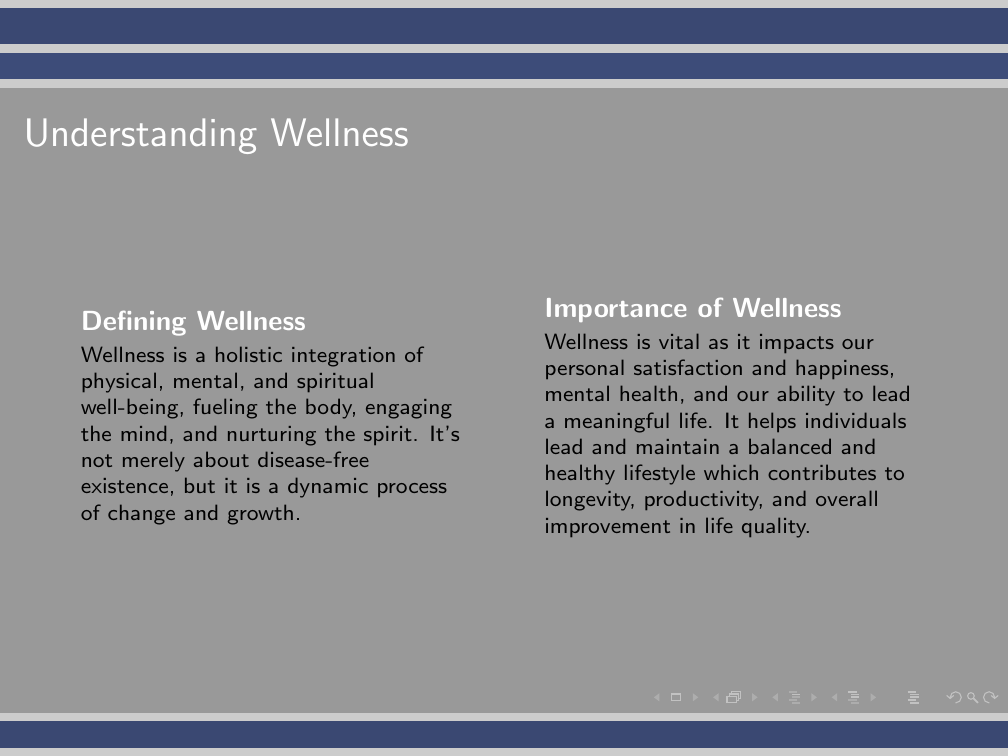 Understanding Wellness
Defining Wellness
Wellness is a holistic integration of
physical, mental, and spiritual
well-being, fueling the body, engaging
the mind, and nurturing the spirit. It's
not merely about disease-free
existence, but it is a dynamic process
of change and growth.
Importance of Wellness
Wellness is vital as it impacts our
personal satisfaction and happiness,
mental health, and our ability to lead
a meaningful life. It helps individuals
lead and maintain a balanced and
healthy lifestyle which contributes to
longevity, productivity, and overall
improvement in life quality.